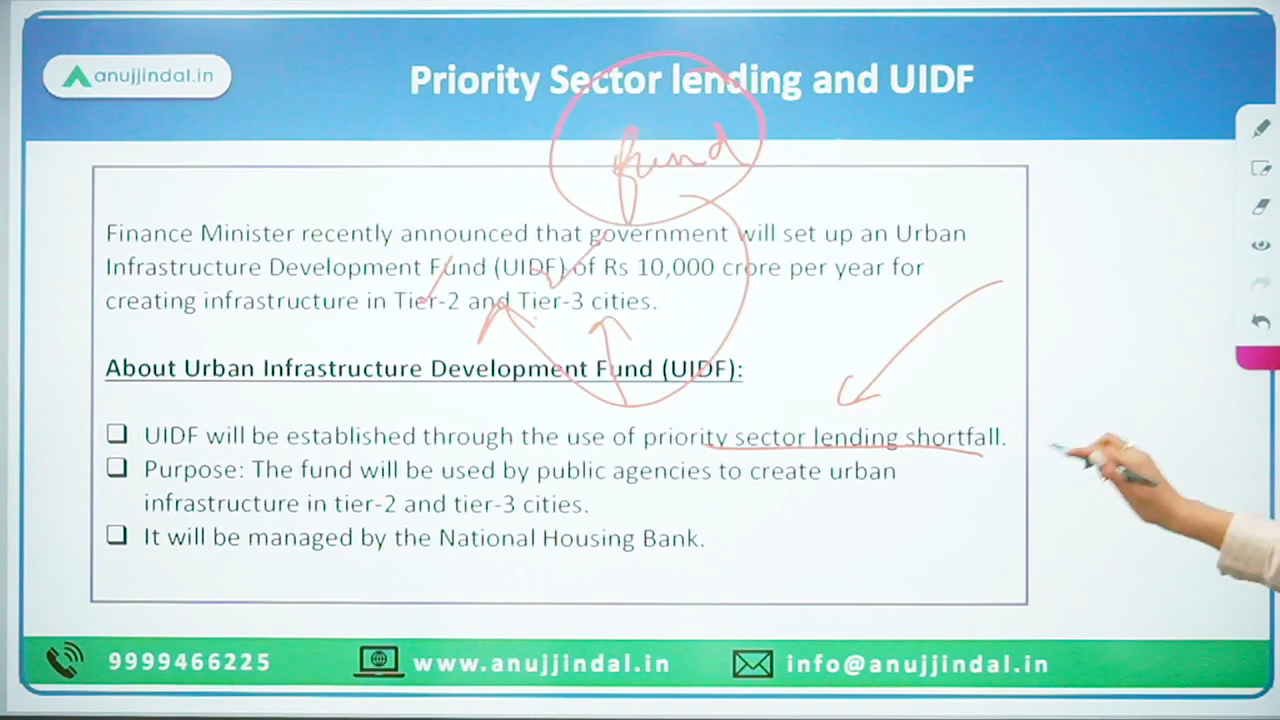 anujjindal.in
Priority Sector lending and UIDF
fund
Finance Minister recently announced that government will set up an Urban
Infrastructure Development Fund (UIDF) of Rs 10,000 crore per year for
creating infrastructure in Tier-2 and Tier-3 cities.
About Urban Infrastructure Development Fund (UIDF):
❑ UIDF will be established through the use of priority sector lending shortfall.
❑ Purpose: The fund will be used by public agencies to create urban
infrastructure in tier-2 and tier-3 cities.
❑ It will be managed by the National Housing Bank.
9999466225
www.anujjindal.in
info@anujjindal.in